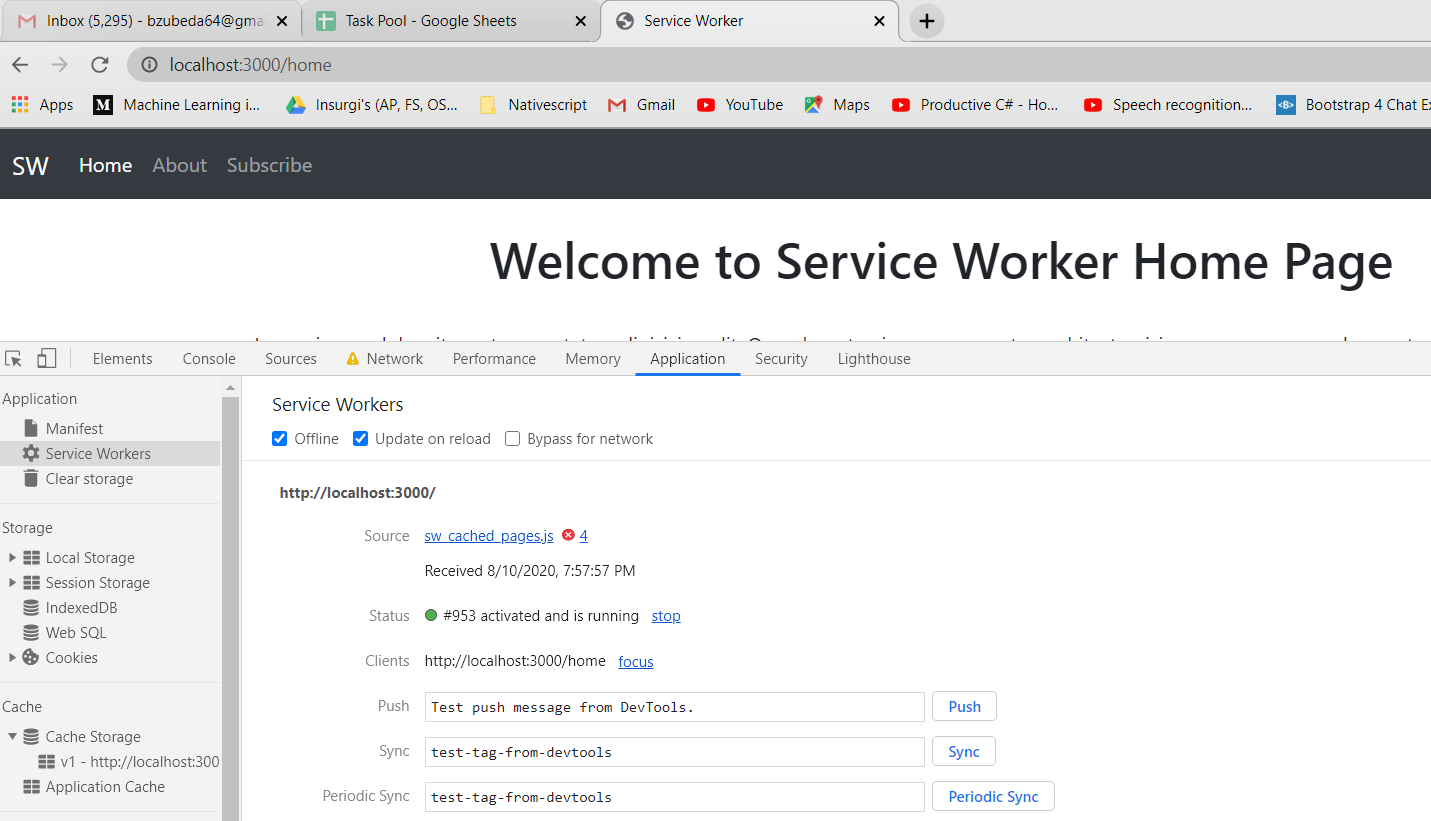 Inbox (5,295) - bzubeda64@gma
Task Pool - Google Sheets
Service Worker
localhost:3000/home
Apps
M
Machine Learning i...
Insurgi's (AP, FS, OS...
Nativescript
Gmail
YouTube
Maps
Productive C# - Ho...
Speech recognition...
<B>
Bootstrap 4 Chat Ex
SW Home About Subscribe
Welcome to Service Worker Home Page
Elements Console Sources Network Performance Memory Application Security Lighthouse
Application
Manifest
Service Workers
Clear storage
Storage
Local Storage
Session Storage
IndexedDB
Web SQL
Cookies
Cache
Cache Storage
v1 - http://localhost:300
Application Cache
Service Workers
Offline Update on reload Bypass for network
http://localhost:3000/
Source sw_cached_pages.js 4
Received 8/10/2020, 7:57:57 PM
Status #953 activated and is running stop
Clients http://localhost:3000/home focus
Push Test push message from DevTools. Push
Sync test-tag-from-devtools Sync
Periodic Sync test-tag-from-devtools Periodic Sync